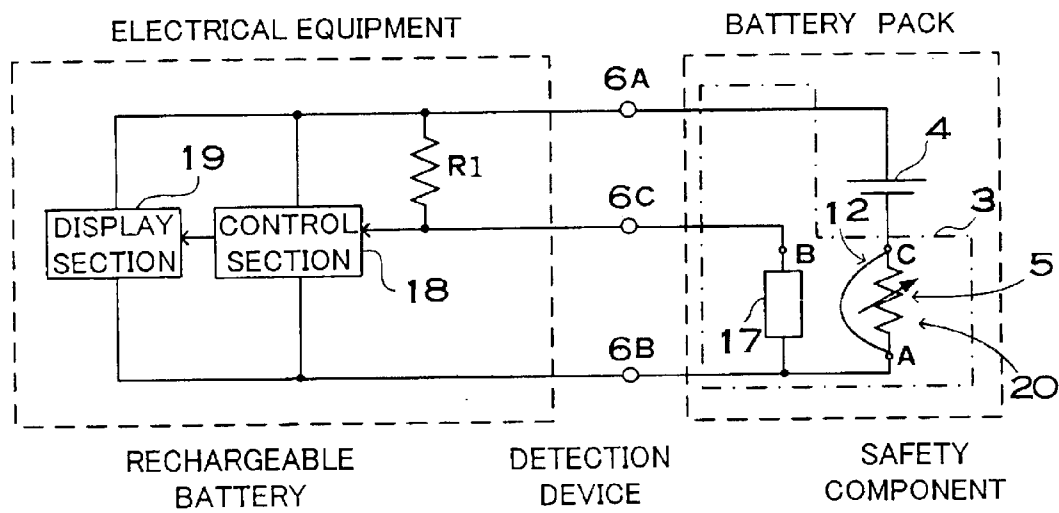 ELECTRICAL EQUIPMENT
BATTERY PACK
6A
4
R1
19
6C
12
3
DISPLAY
SECTION
CONTROL
SECTION
B
C
5
18
17
6B
A
20
RECHARGEABLE
BATTERY
DETECTION
DEVICE
SAFETY
COMPONENT